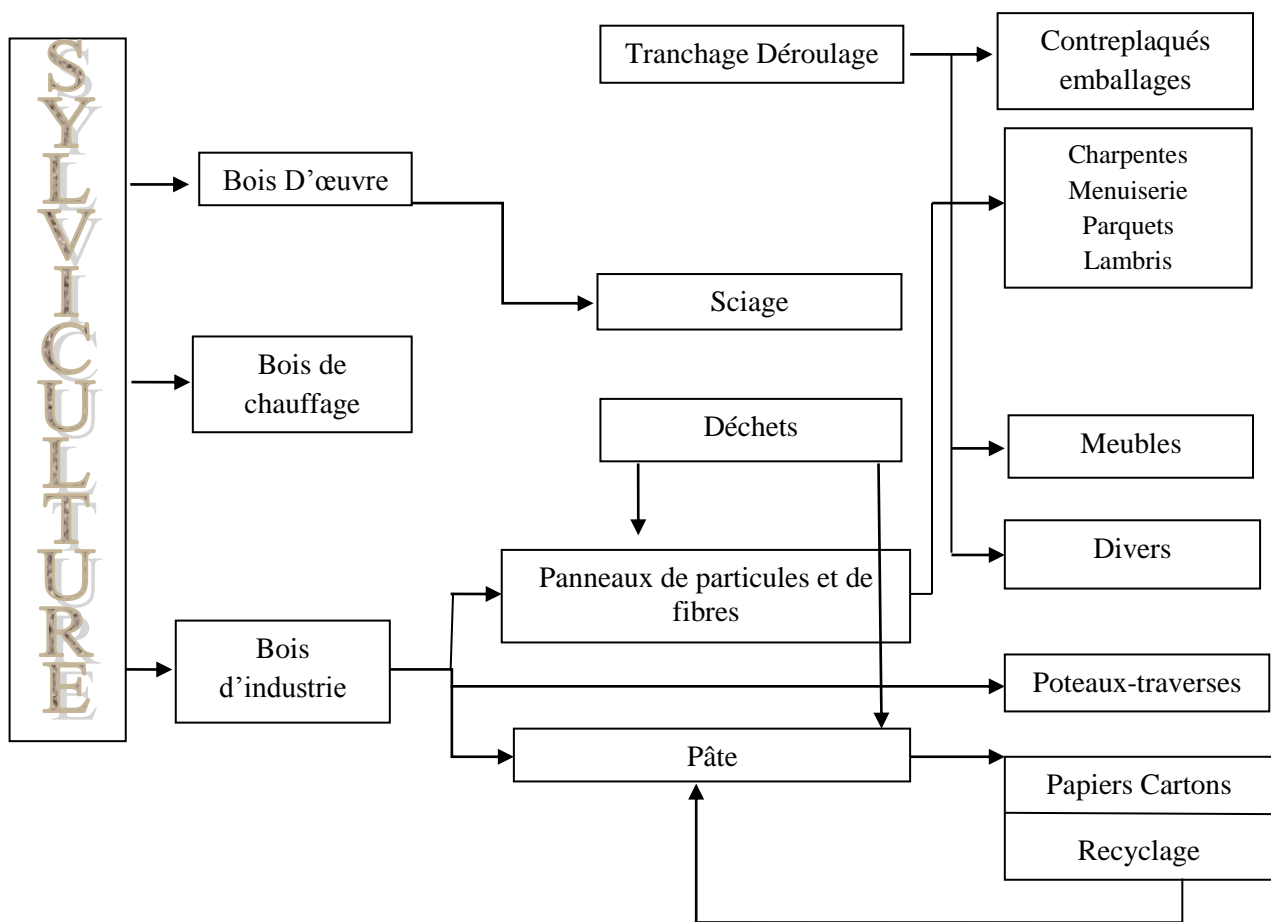 SYLVICULTURE
Tranchage Déroulage
Contreplaqués
emballages
Bois D’œuvre
Charpentes
Menuiserie
Parquets
Lambris
Sciage
Bois de
chauffage
Déchets
Meubles
Panneaux de particules et de
fibres
Divers
Bois
d’industrie
Poteaux-traverses
Pâte
Papiers Cartons
Recyclage